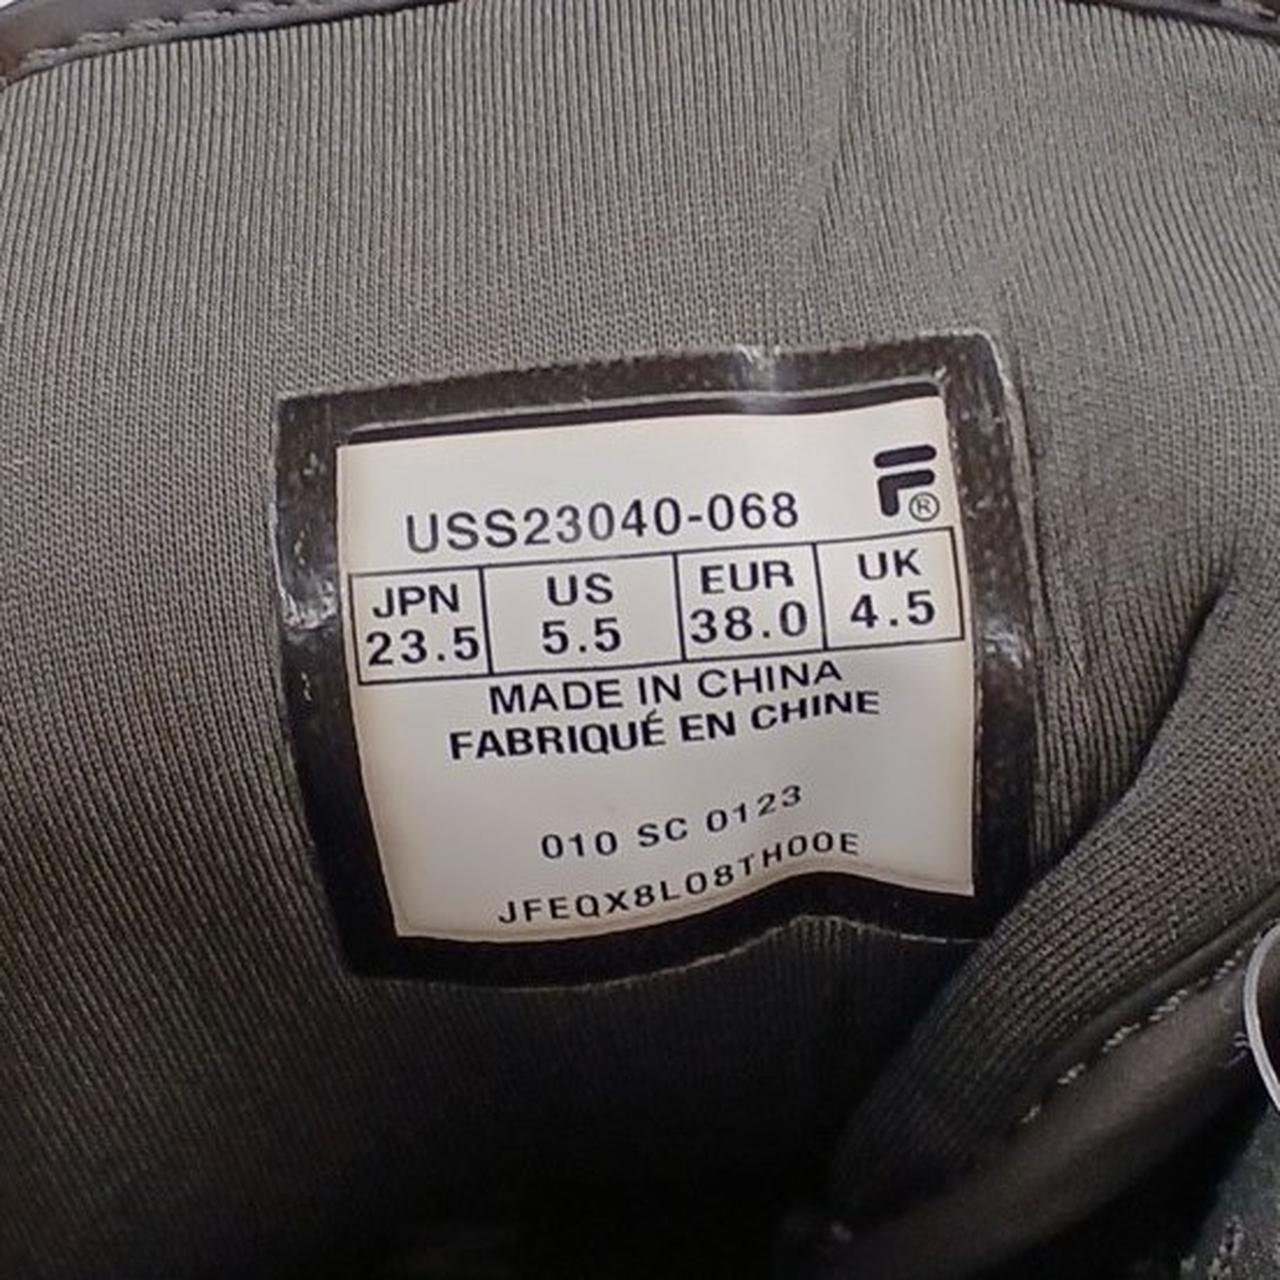 USS23040-068
JPN US EUR UK
23.5 5.5 38.0 4.5
MADE IN CHINA
FABRIQUÉ EN CHINE
010 SC 0123
JFEQX8L08TH00E